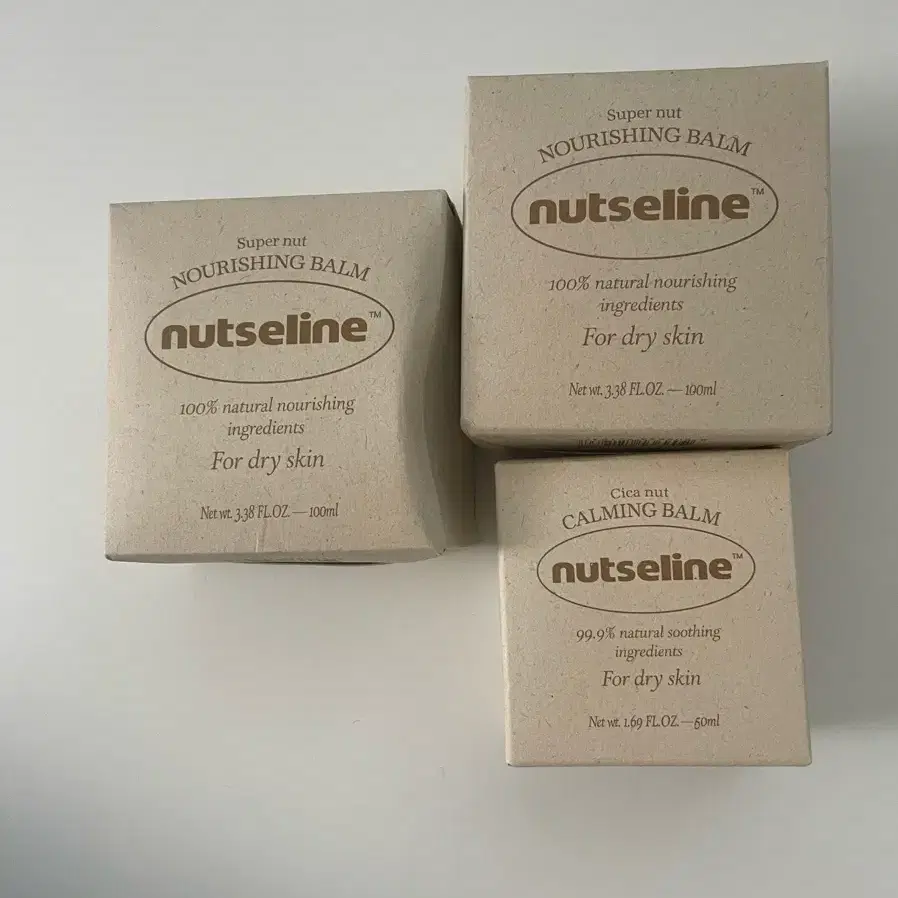 Super nut
NOURISHING BALM
nutseline™
100% natural nourishing
ingredients
For dry skin
Net wt. 3.38 FL.OZ. — 100ml
Super nut
NOURISHING BALM
nutseline™
100% natural nourishing
ingredients
For dry skin
Net wt. 3.38 FL.OZ. — 100ml
Cica nut
CALMING BALM
nutseline™
99.9% natural soothing
ingredients
For dry skin
Net wt. 1.69 FL.OZ. — 50ml